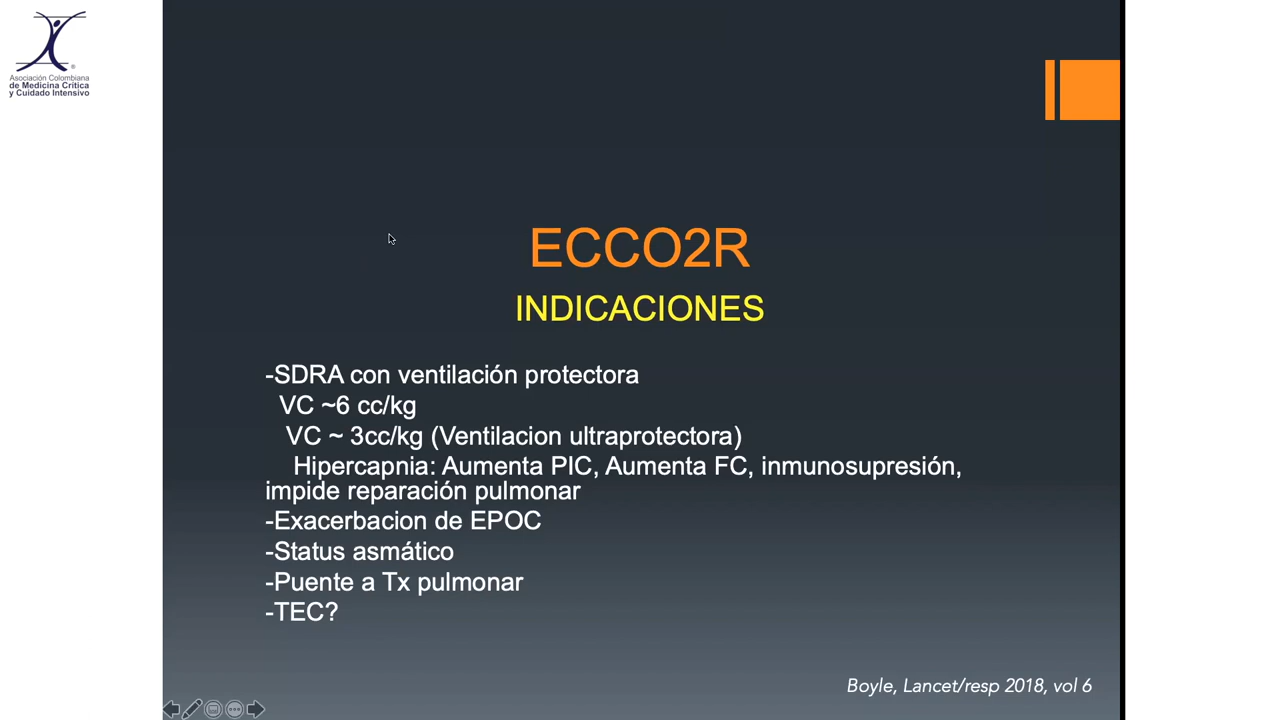 Asociación Colombiana
de Medicina Crítica
y Cuidado Intensivo
ECCO2R
INDICACIONES
-SDRA con ventilación protectora
VC ~6 cc/kg
VC ~ 3cc/kg (Ventilacion ultraprotectora)
Hipercapnia: Aumenta PIC, Aumenta FC, inmunosupresión,
impide reparación pulmonar
-Exacerbacion de EPOC
-Status asmático
-Puente a Tx pulmonar
-TEC?
Boyle, Lancet/resp 2018, vol 6